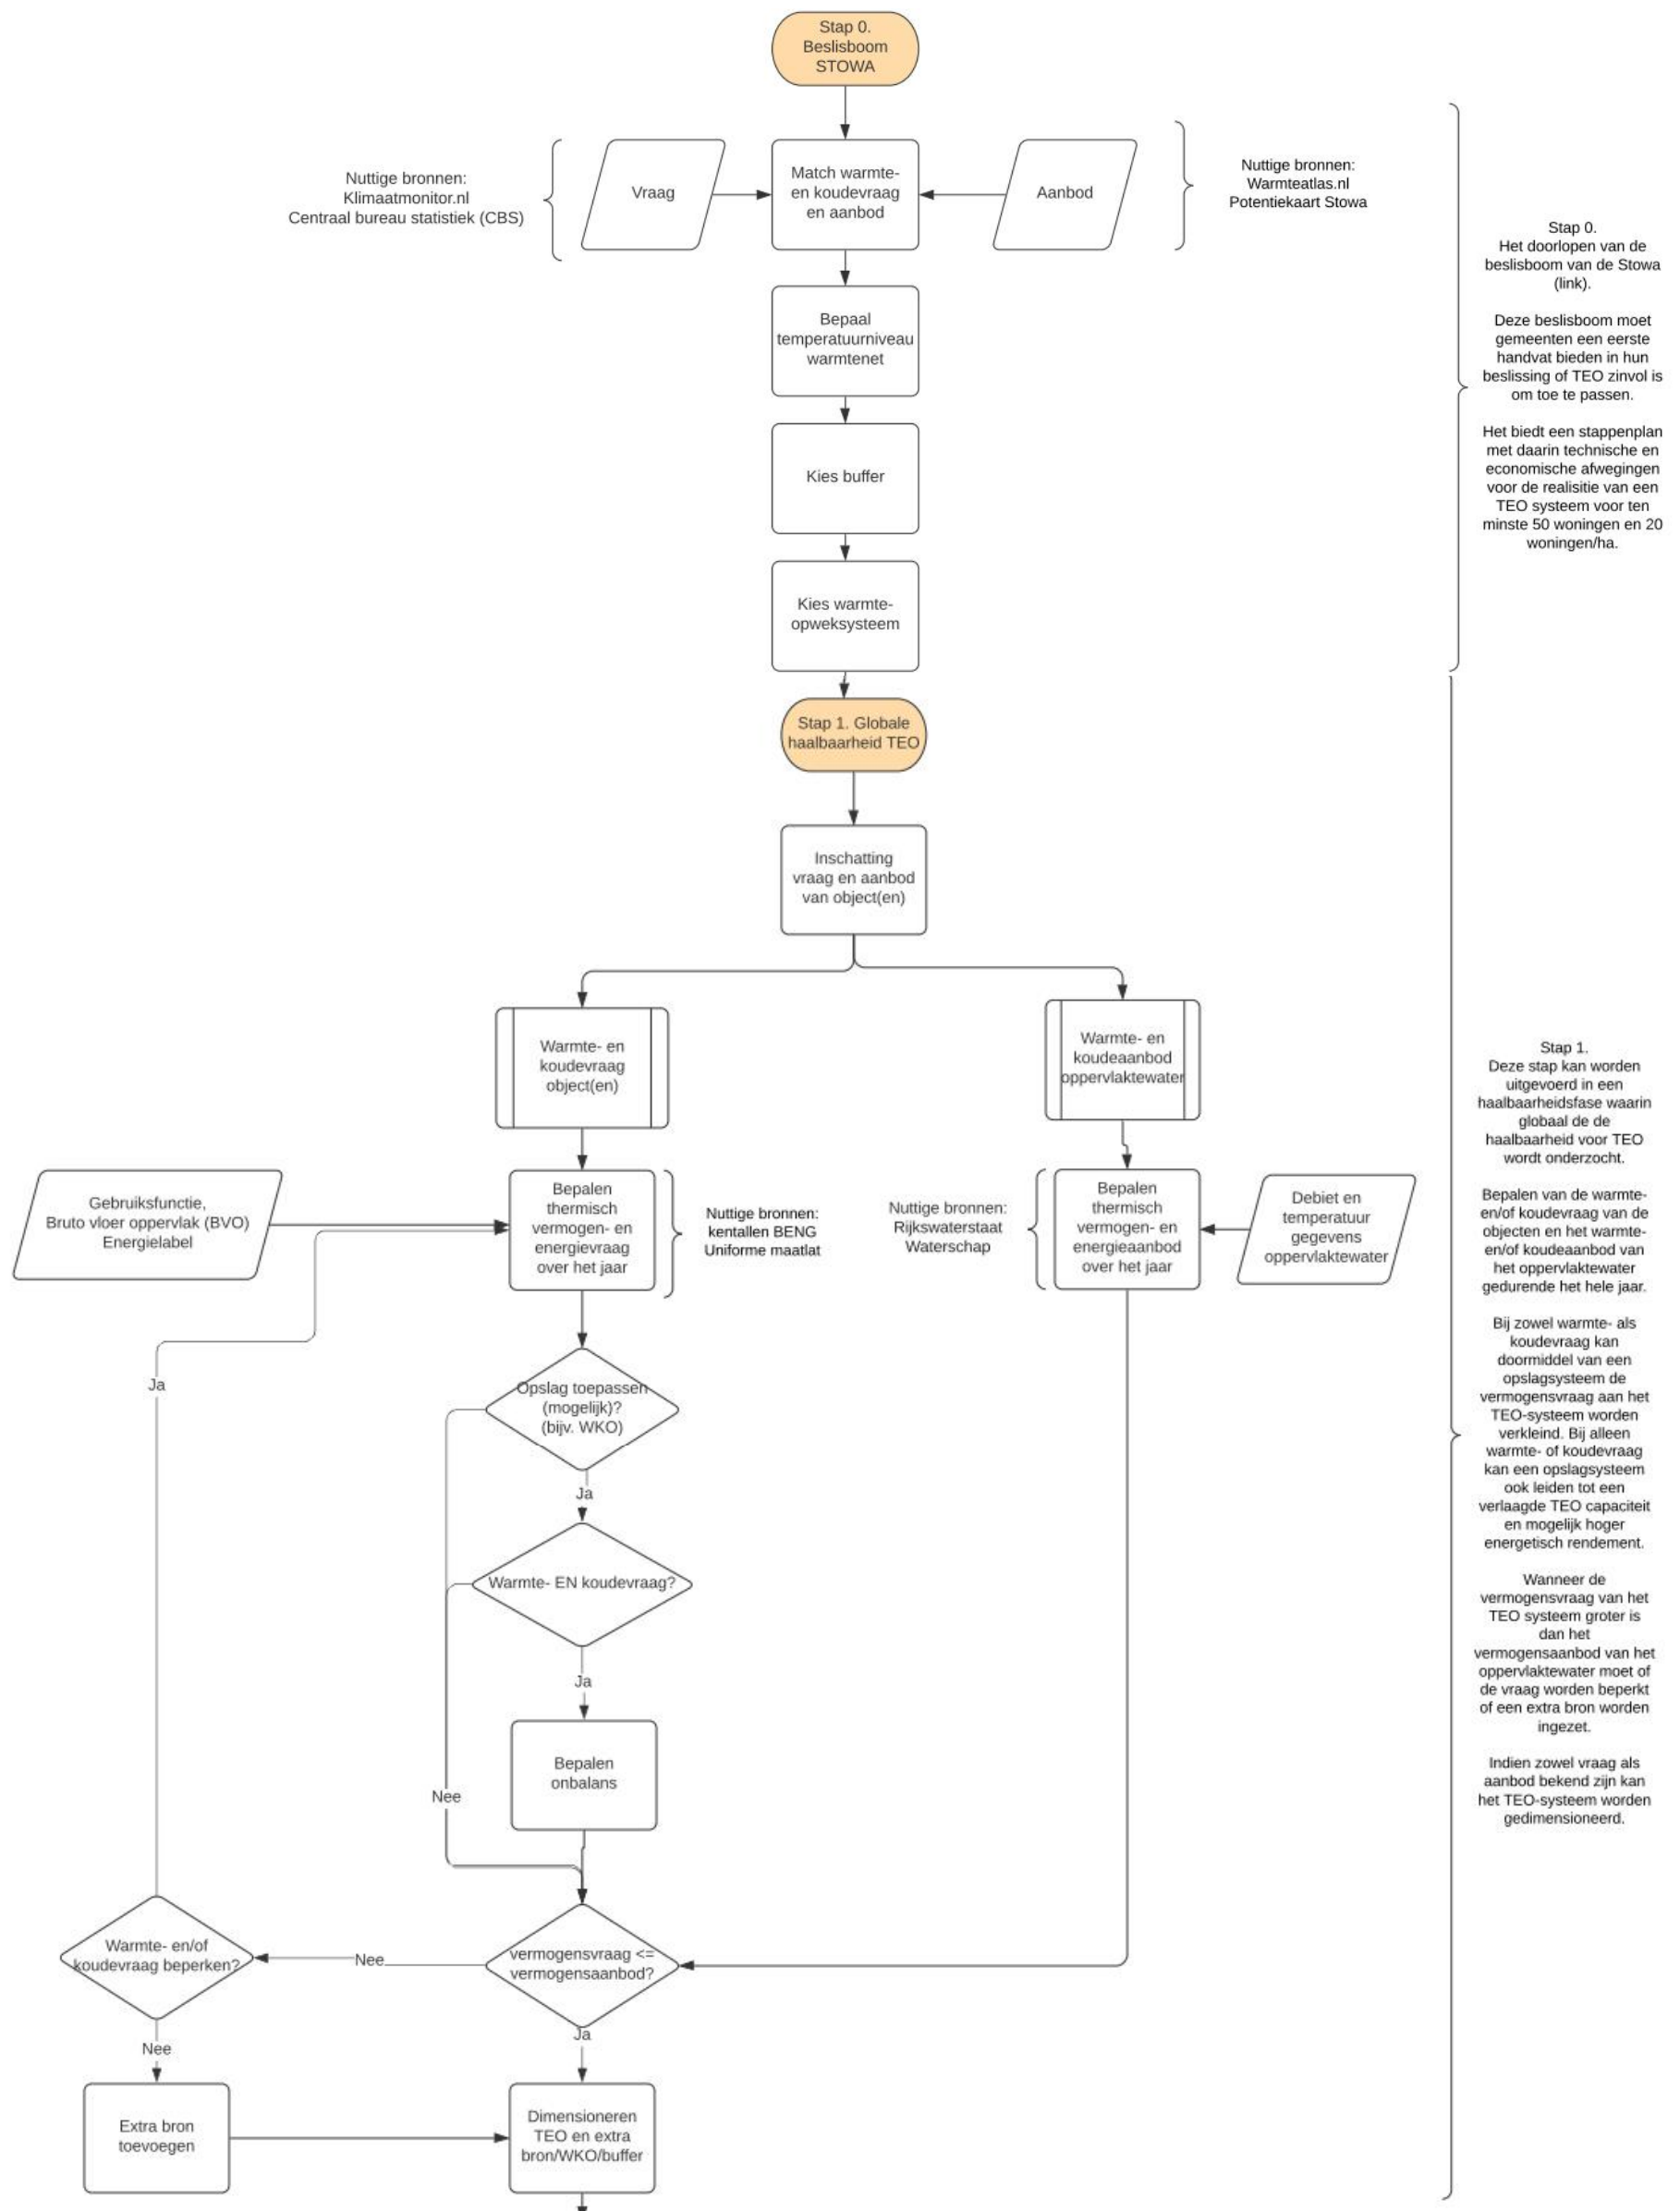 Stap 0.
Beslisboom
STOWA
Nuttige bronnen:
Klimaatmonitor.nl
Centraal bureau statistiek (CBS)
Vraag
Match warmte-
en koudevraag
en aanbod
Aanbod
Nuttige bronnen:
Warmteatlas.nl
Potentiekaart Stowa
Bepaal
temperatuurniveau
warmtenet
Kies buffer
Kies warmte-
opweksysteem
Stap 0.
Het doorlopen van de
beslisboom van de Stowa
(link).
Deze beslisboom moet
gemeenten een eerste
handvat bieden in hun
beslissing of TEO zinvol is
om toe te passen.
Het biedt een stappenplan
met daarin technische en
economische afwegingen
voor de realisitie van een
TEO systeem voor ten
minste 50 woningen en 20
woningen/ha.
Stap 1. Globale
haalbaarheid TEO
Inschatting
vraag en aanbod
van object(en)
Warmte- en
koudevraag
object(en)
Warmte- en
koudeaanbod
oppervlaktewater
Gebruiksfunctie,
Bruto vloer oppervlak (BVO)
Energielabel
Bepalen
thermisch
vermogen- en
energievraag
over het jaar
Nuttige bronnen:
kentallen BENG
Uniforme maatlat
Nuttige bronnen:
Rijkswaterstaat
Waterschap
Bepalen
thermisch
vermogen- en
energieaanbod
over het jaar
Debiet en
temperatuur
gegevens
oppervlaktewater
Ja
Opslag toepassen
(mogelijk)?
(bijv. WKO)
Ja
Warmte- EN koudevraag?
Ja
Bepalen
onbalans
Nee
Warmte- en/of
koudevraag beperken?
Nee
vermogensvraag <=
vermogensaanbod?
Nee
Ja
Extra bron
toevoegen
Dimensioneren
TEO en extra
bron/WKO/buffer
Stap 1.
Deze stap kan worden
uitgevoerd in een
haalbaarheidsfase waarin
globaal de de
haalbaarheid voor TEO
wordt onderzocht.
Bepalen van de warmte-
en/of koudevraag van de
objecten en het warmte-
en/of koudeaanbod van
het oppervlaktewater
gedurende het hele jaar.
Bij zowel warmte- als
koudevraag kan
doormiddel van een
opslagsysteem de
vermogensvraag aan het
TEO-systeem worden
verkleind. Bij alleen
warmte- of koudevraag
kan een opslagsysteem
ook leiden tot een
verlaagde TEO capaciteit
en mogelijk hoger
energetisch rendement.
Wanneer de
vermogensvraag van het
TEO systeem groter is
dan het
vermogensaanbod van het
oppervlaktewater moet of
de vraag worden beperkt
of een extra bron worden
ingezet.
Indien zowel vraag als
aanbod bekend zijn kan
het TEO-systeem worden
gedimensioneerd.